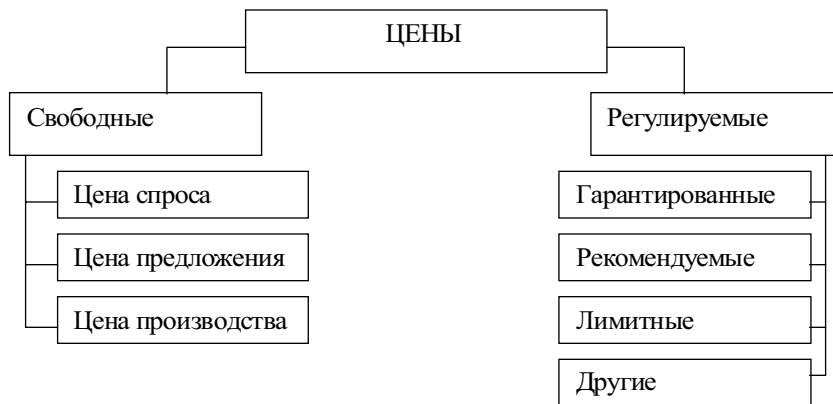 ЦЕНЫ
Свободные
Регулируемые
Цена спроса
Гарантированные
Цена предложения
Рекомендуемые
Цена производства
Лимитные
Другие